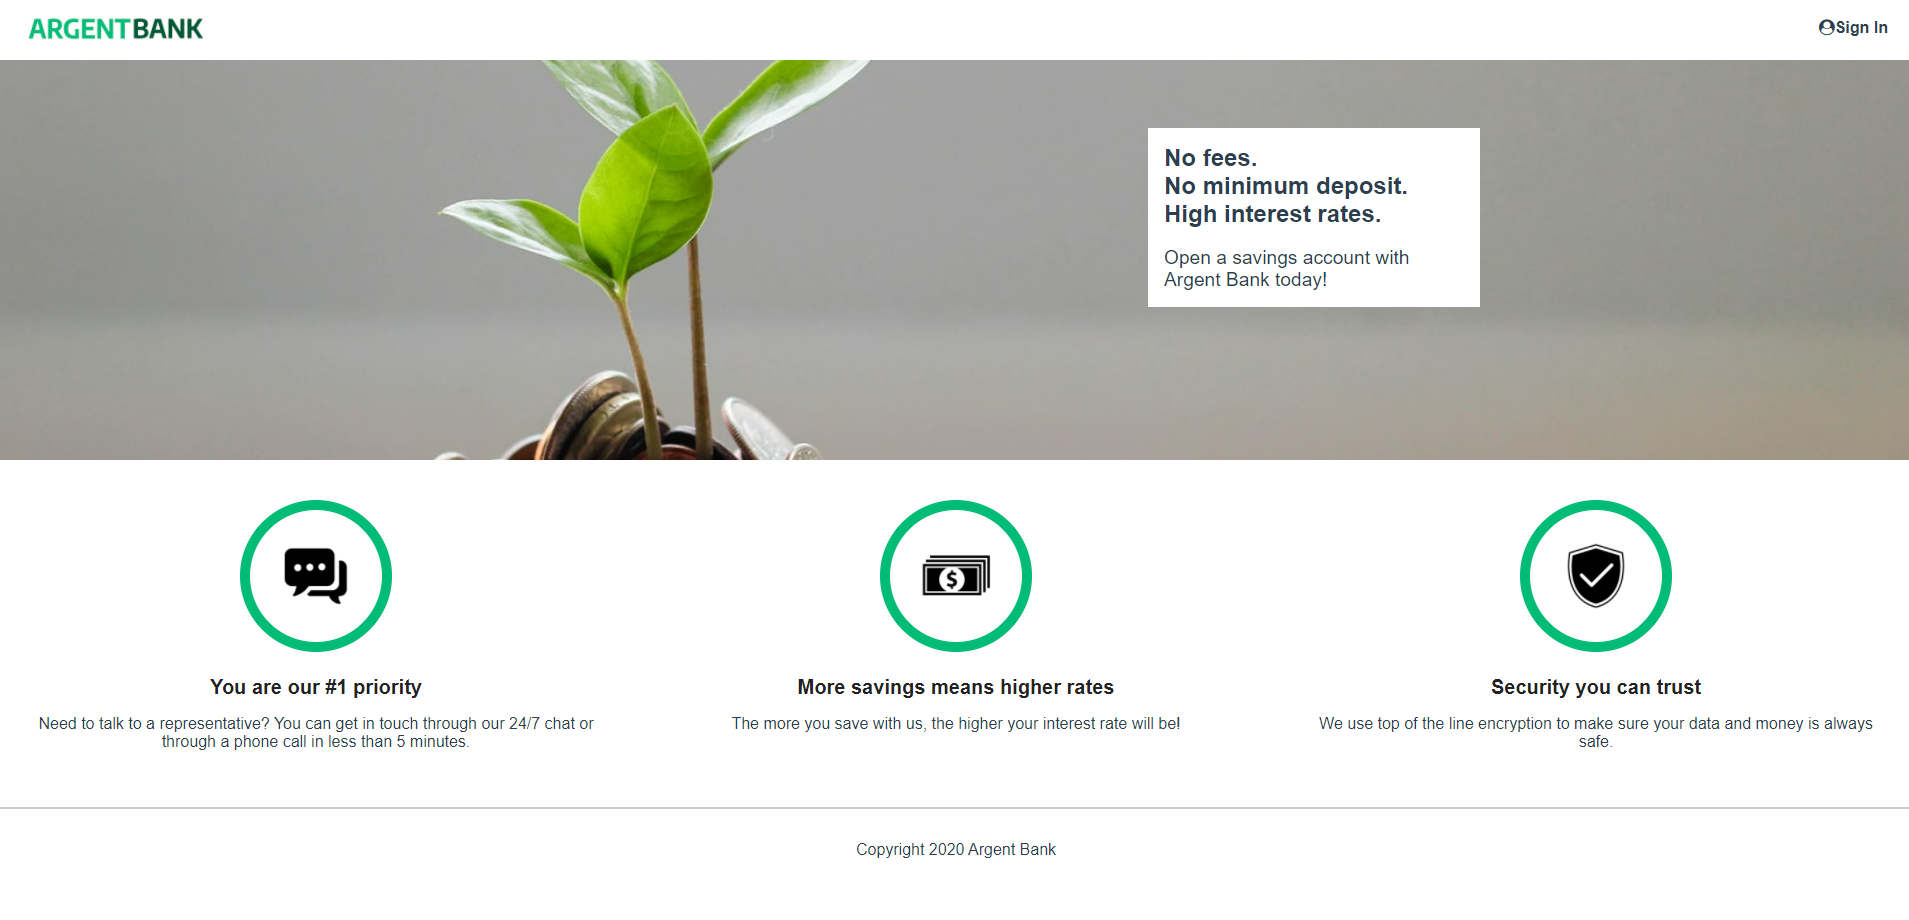 ARGENTBANK
Sign In
No fees.
No minimum deposit.
High interest rates.
Open a savings account with
Argent Bank today!
$
You are our #1 priority
Need to talk to a representative? You can get in touch through our 24/7 chat or
through a phone call in less than 5 minutes.
More savings means higher rates
The more you save with us, the higher your interest rate will be!
Security you can trust
We use top of the line encryption to make sure your data and money is always
safe.
Copyright 2020 Argent Bank